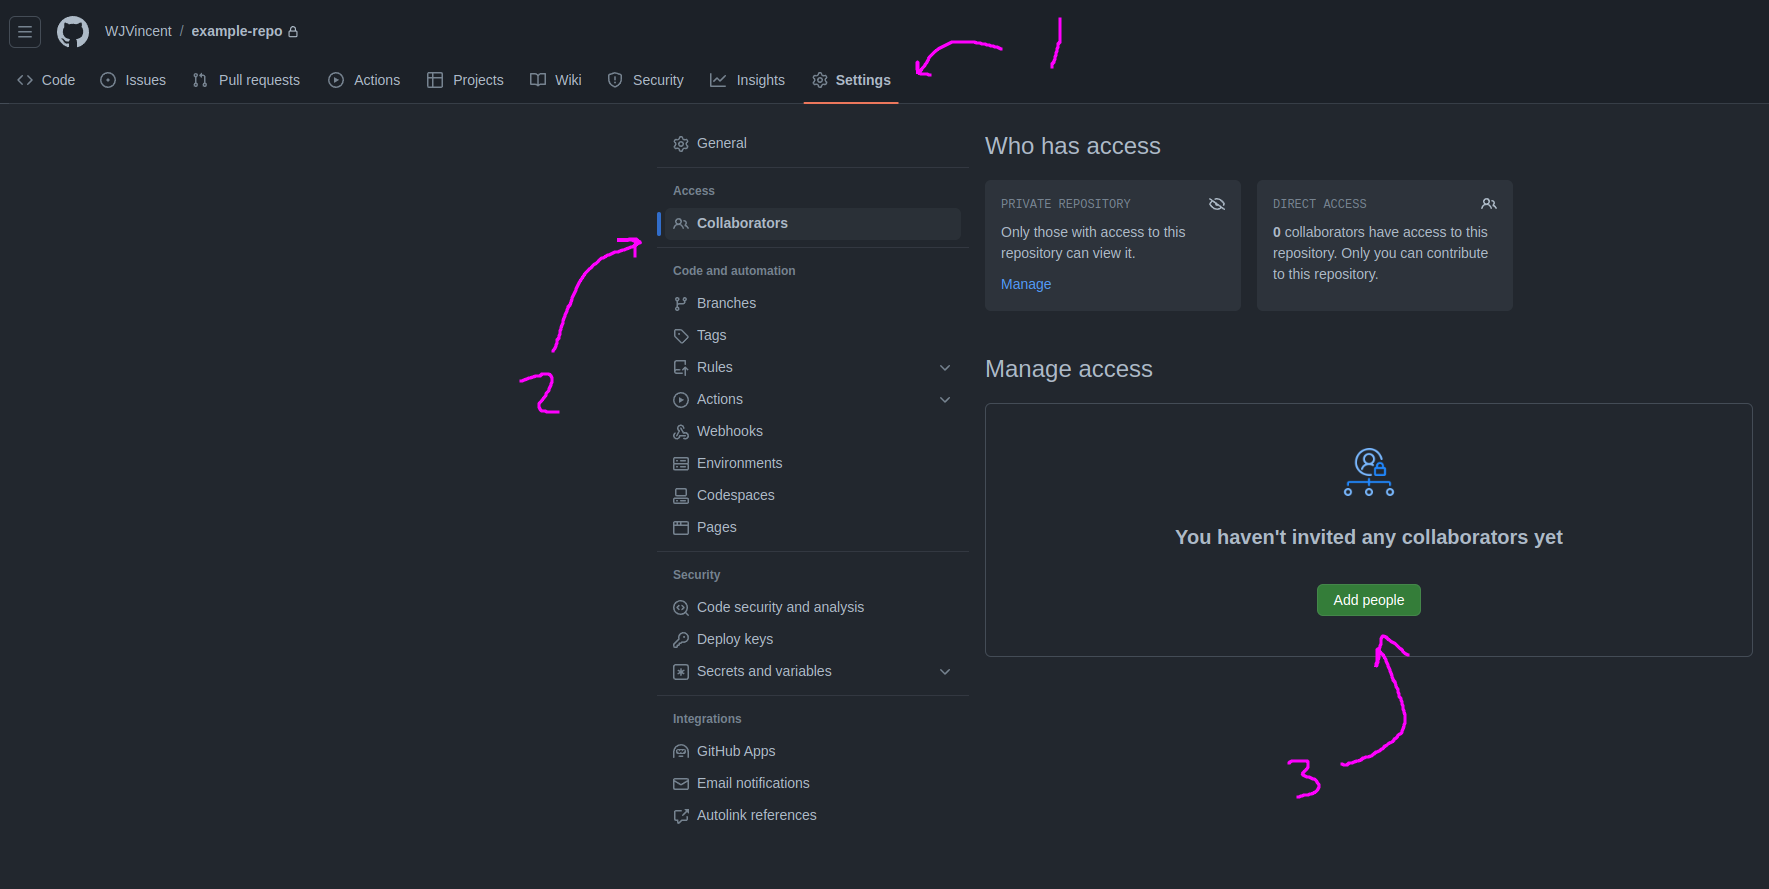 WJVincent / example-repo
1
Code Issues Pull requests Actions Projects Wiki Security Insights Settings
General
Access
Collaborators
2
Code and automation
Branches
Tags
Rules
Actions
Webhooks
Environments
Codespaces
Pages
Security
Code security and analysis
Deploy keys
Secrets and variables
Integrations
GitHub Apps
Email notifications
Autolink references
Who has access
PRIVATE REPOSITORY
Only those with access to this
repository can view it.
Manage
DIRECT ACCESS
0 collaborators have access to this
repository. Only you can contribute
to this repository.
Manage access
You haven't invited any collaborators yet
Add people
3